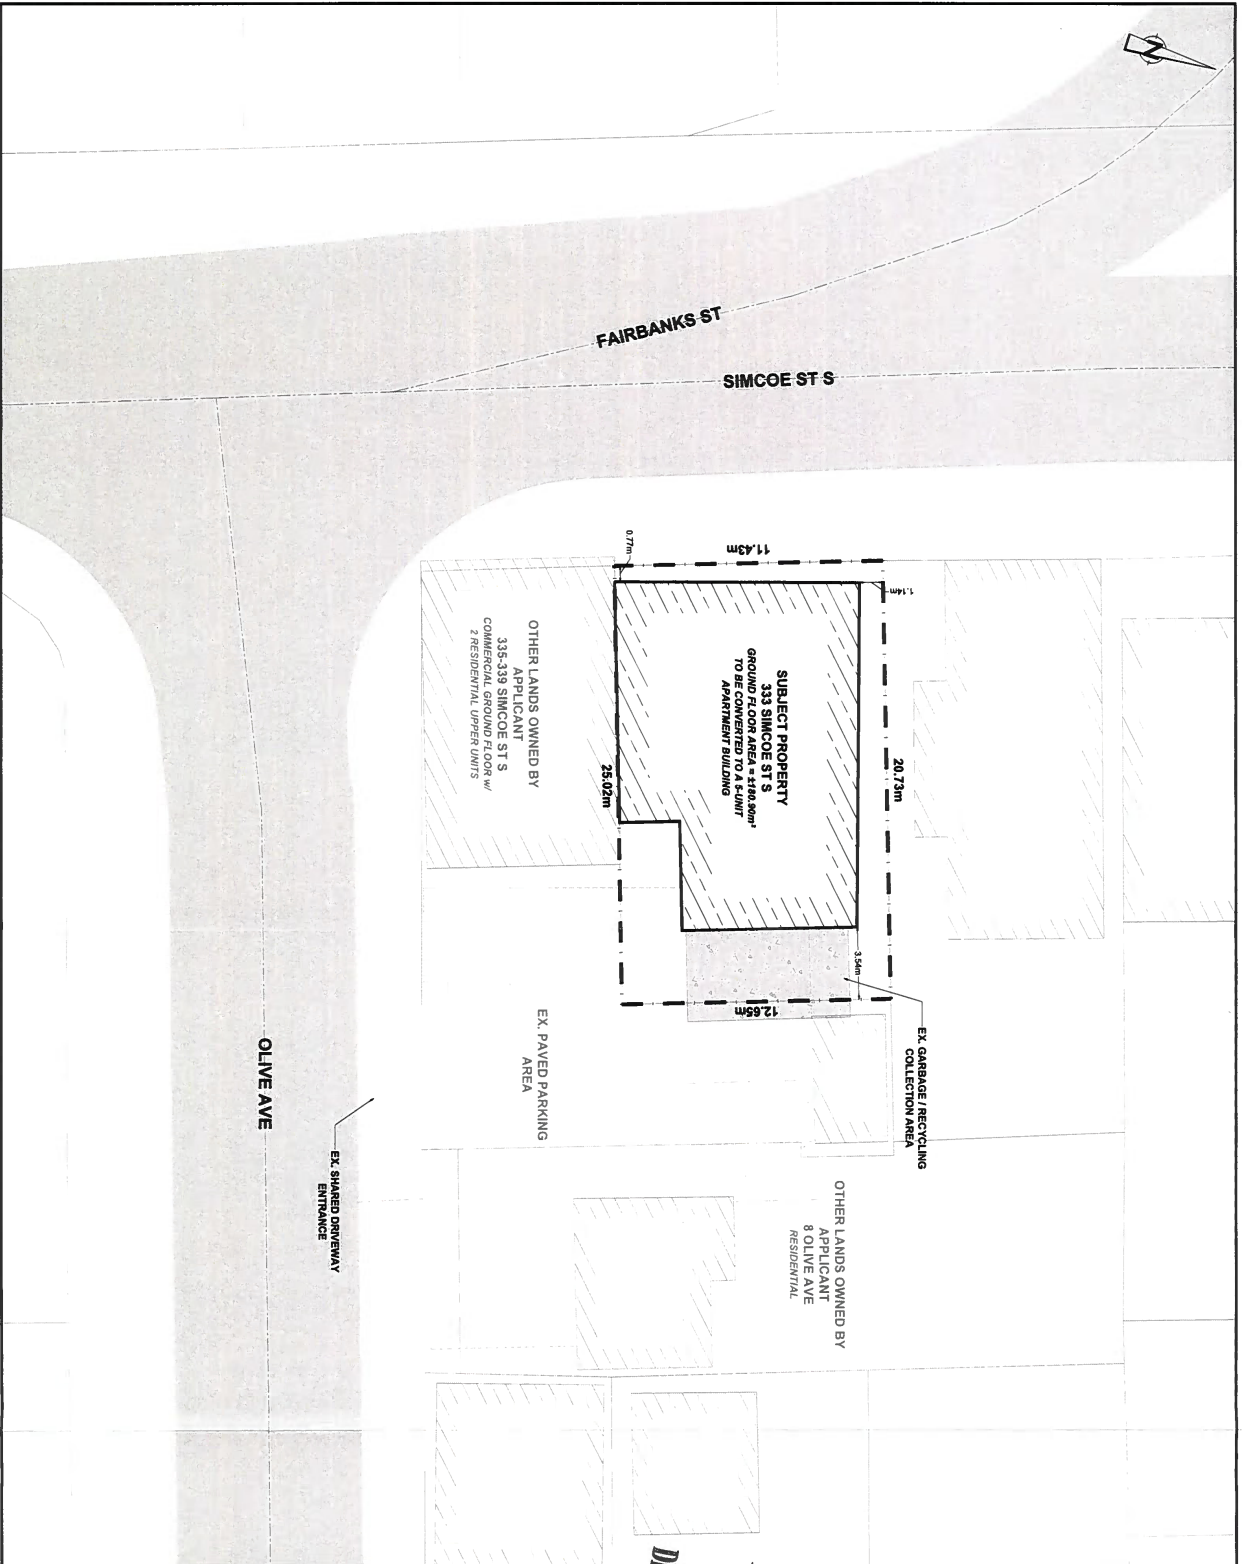 N
FAIRBANKS ST
SIMCOE ST S
11.43m
0.77m
1.14m
SUBJECT PROPERTY
333 SIMCOE ST S
GROUND FLOOR AREA = ±180.90m²
TO BE CONVERTED TO A 5-UNIT
APARTMENT BUILDING
20.73m
25.02m
OTHER LANDS OWNED BY
APPLICANT
335-339 SIMCOE ST S
COMMERCIAL GROUND FLOOR w/
2 RESIDENTIAL UPPER UNITS
3.54m
12.65m
EX. GARBAGE / RECYCLING
COLLECTION AREA
EX. PAVED PARKING
AREA
OLIVE AVE
EX. SHARED DRIVEWAY
ENTRANCE
OTHER LANDS OWNED BY
APPLICANT
8 OLIVE AVE
RESIDENTIAL